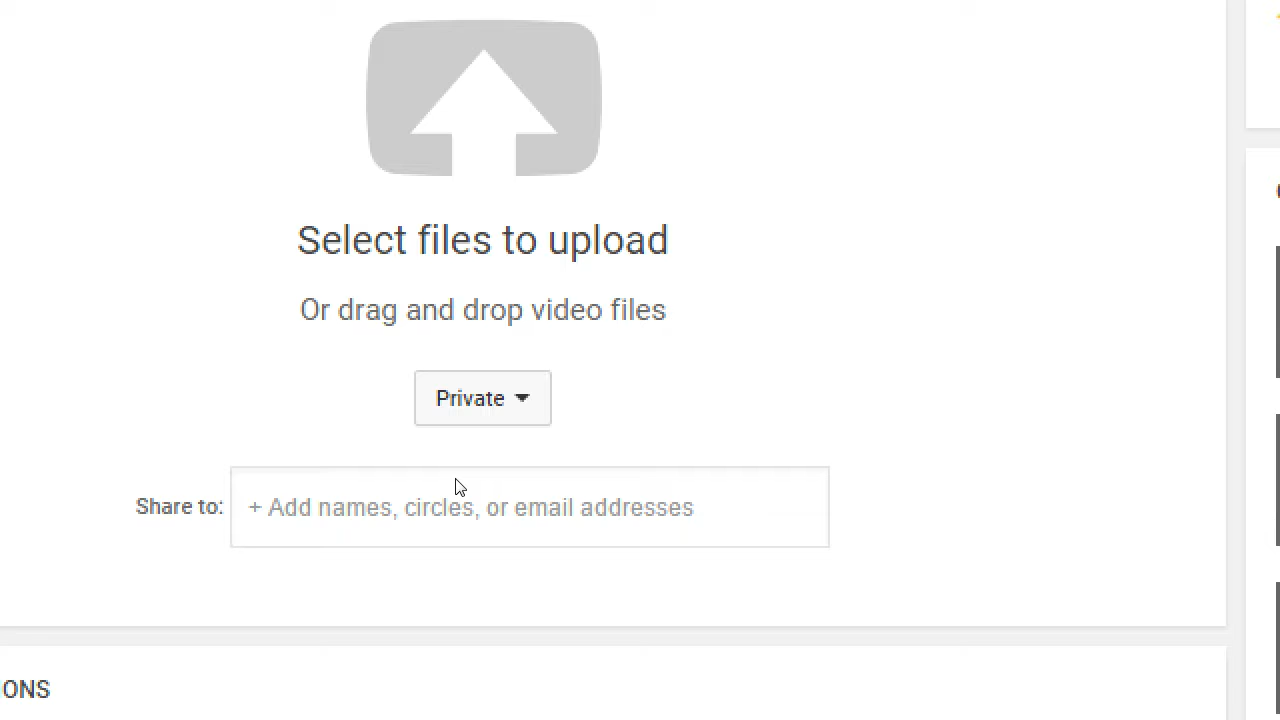 Select files to upload
Or drag and drop video files
Private
Share to: + Add names, circles, or email addresses
ONS